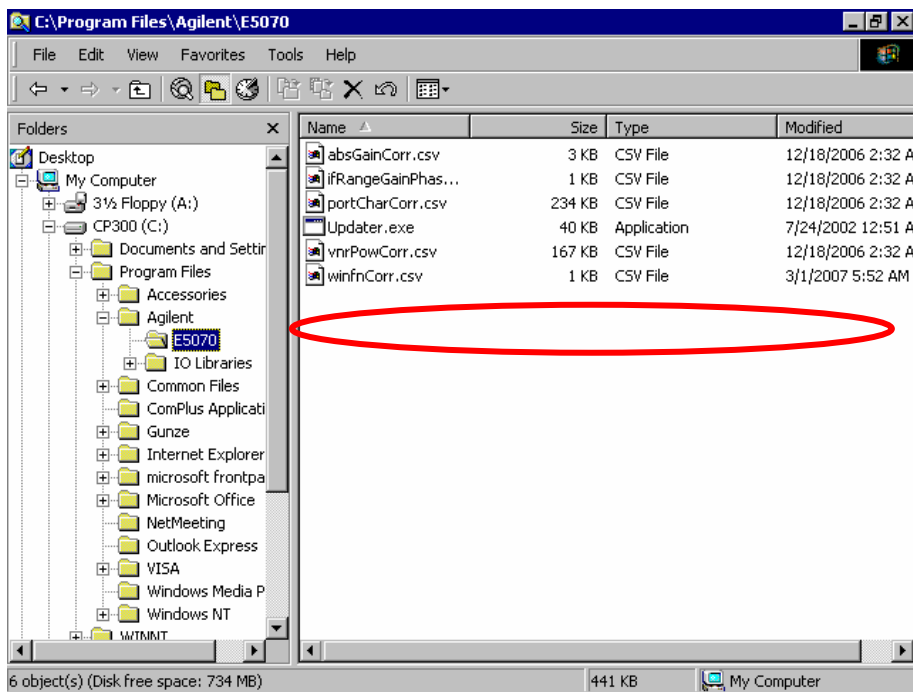 C:\Program Files\Agilent\E5070
File Edit View Favorites Tools Help
Folders
Desktop
My Computer
3½ Floppy (A:)
CP300 (C:)
Documents and Settir
Program Files
Accessories
Agilent
E5070
IO Libraries
Common Files
ComPlus Applicati
Gunze
Internet Explorer
microsoft frontpa
Microsoft Office
NetMeeting
Outlook Express
VISA
Windows Media P
Windows NT
WINNT
Name Size Type Modified
absGainCorr.csv 3 KB CSV File 12/18/2006 2:32 A
ifRangeGainPhas... 1 KB CSV File 12/18/2006 2:32 A
portCharCorr.csv 234 KB CSV File 12/18/2006 2:32 A
Updater.exe 40 KB Application 7/24/2002 12:51 A
vnrPowCorr.csv 167 KB CSV File 12/18/2006 2:32 A
winfnCorr.csv 1 KB CSV File 3/1/2007 5:52 AM
6 object(s) (Disk free space: 734 MB) 441 KB My Computer